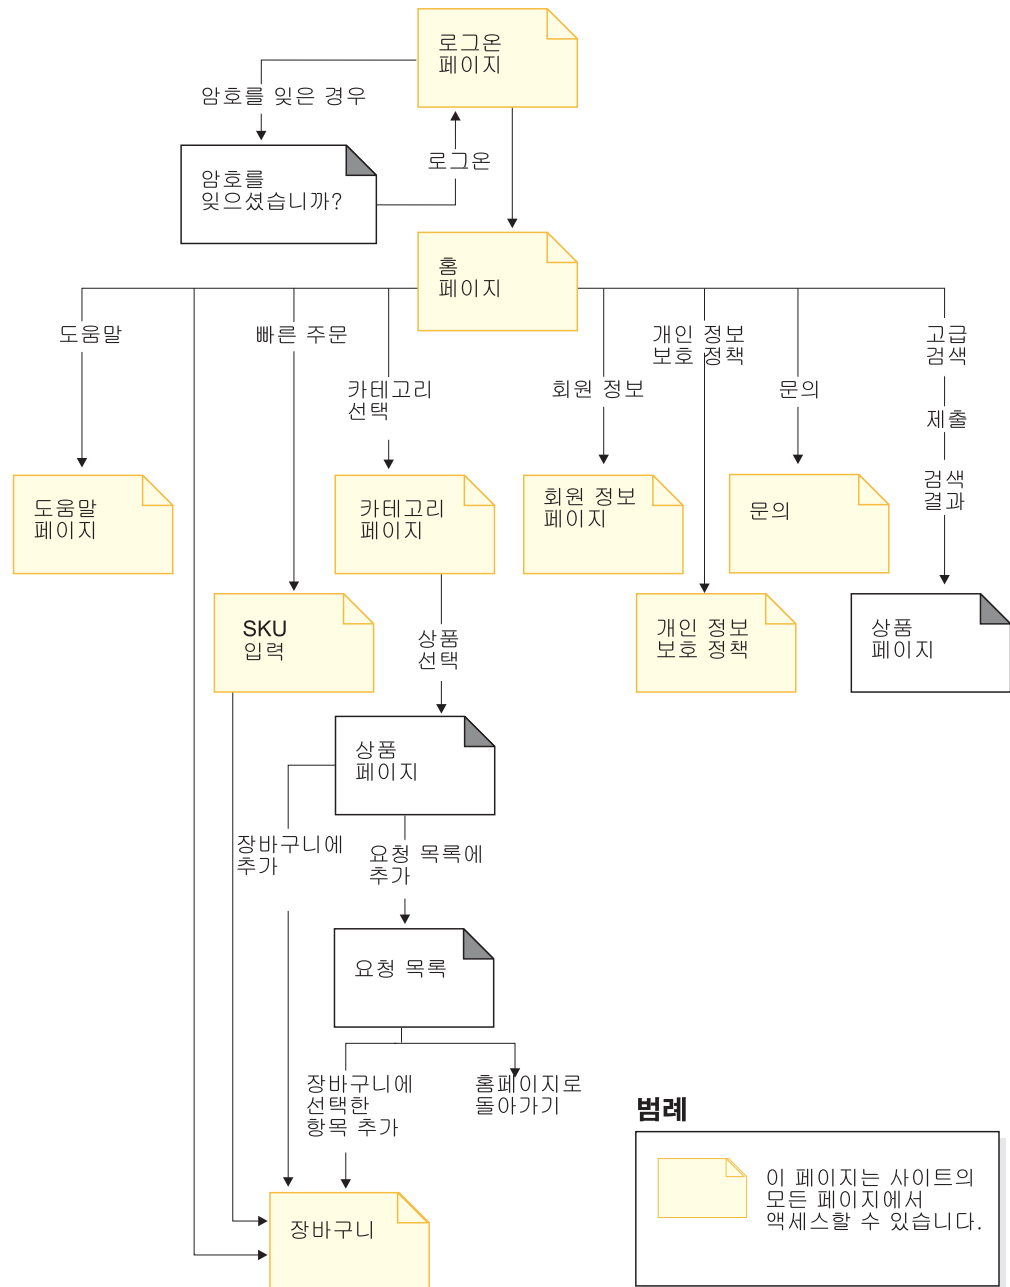 로그온
페이지
암호를 잊은 경우
로그온
암호를
잊으셨습니까?
홈
페이지
도움말
빠른 주문
카테고리
선택
회원 정보
개인 정보
보호 정책
문의
고급
검색
제출
검색
결과
도움말
페이지
카테고리
페이지
회원 정보
페이지
문의
SKU
입력
상품
선택
개인 정보
보호 정책
상품
페이지
상품
페이지
장바구니에
추가
요청 목록에
추가
요청 목록
장바구니에
선택한
항목 추가
홈페이지로
돌아가기
장바구니
범례
이 페이지는 사이트의
모든 페이지에서
액세스할 수 있습니다.